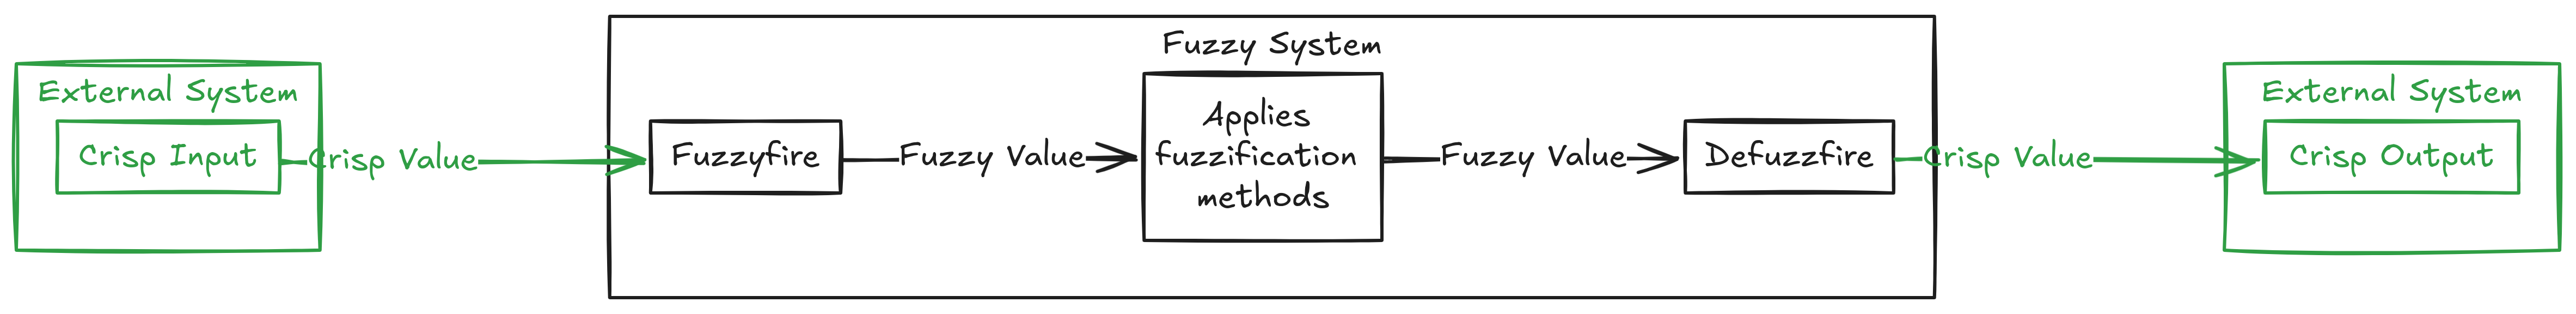 Fuzzy System
External System
Crisp Input
Crisp Value
Fuzzyfire
Fuzzy Value
Applies
fuzzification
methods
Fuzzy Value
Defuzzfire
Crisp Value
External System
Crisp Output